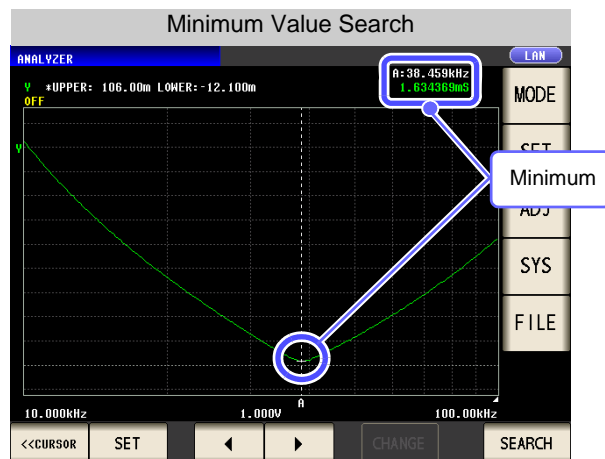 Minimum Value Search
ANALYZER
LAN
Y *UPPER: 106.00m LOWER:-12.100m
OFF
A:38.459kHz
1.634369mS
MODE
SET
Minimum
ADJ
SYS
FILE
Y
A
10.000kHz 1.000V 100.00kHz
<<CURSOR SET CHANGE SEARCH